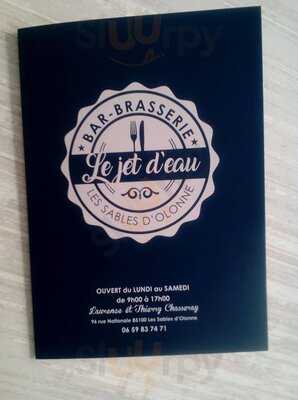 sluurpy
BAR-BRASSERIE
Le jet d'eau
LES SABLES D'OLONNE
OUVERT du LUNDI au SAMEDI
de 9h00 à 17h00
Laurence et Thierry
96 rue Nationale 85100 Les Sables d'Olonne
06 59 83 74 71